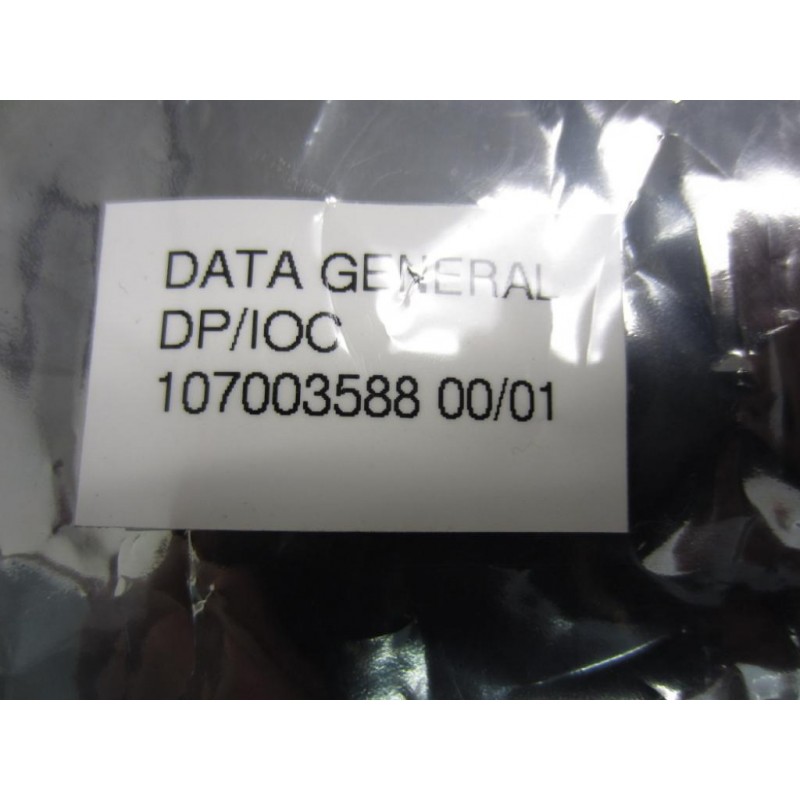 DATA GENERAL
DP/IOC
107003588 00/01